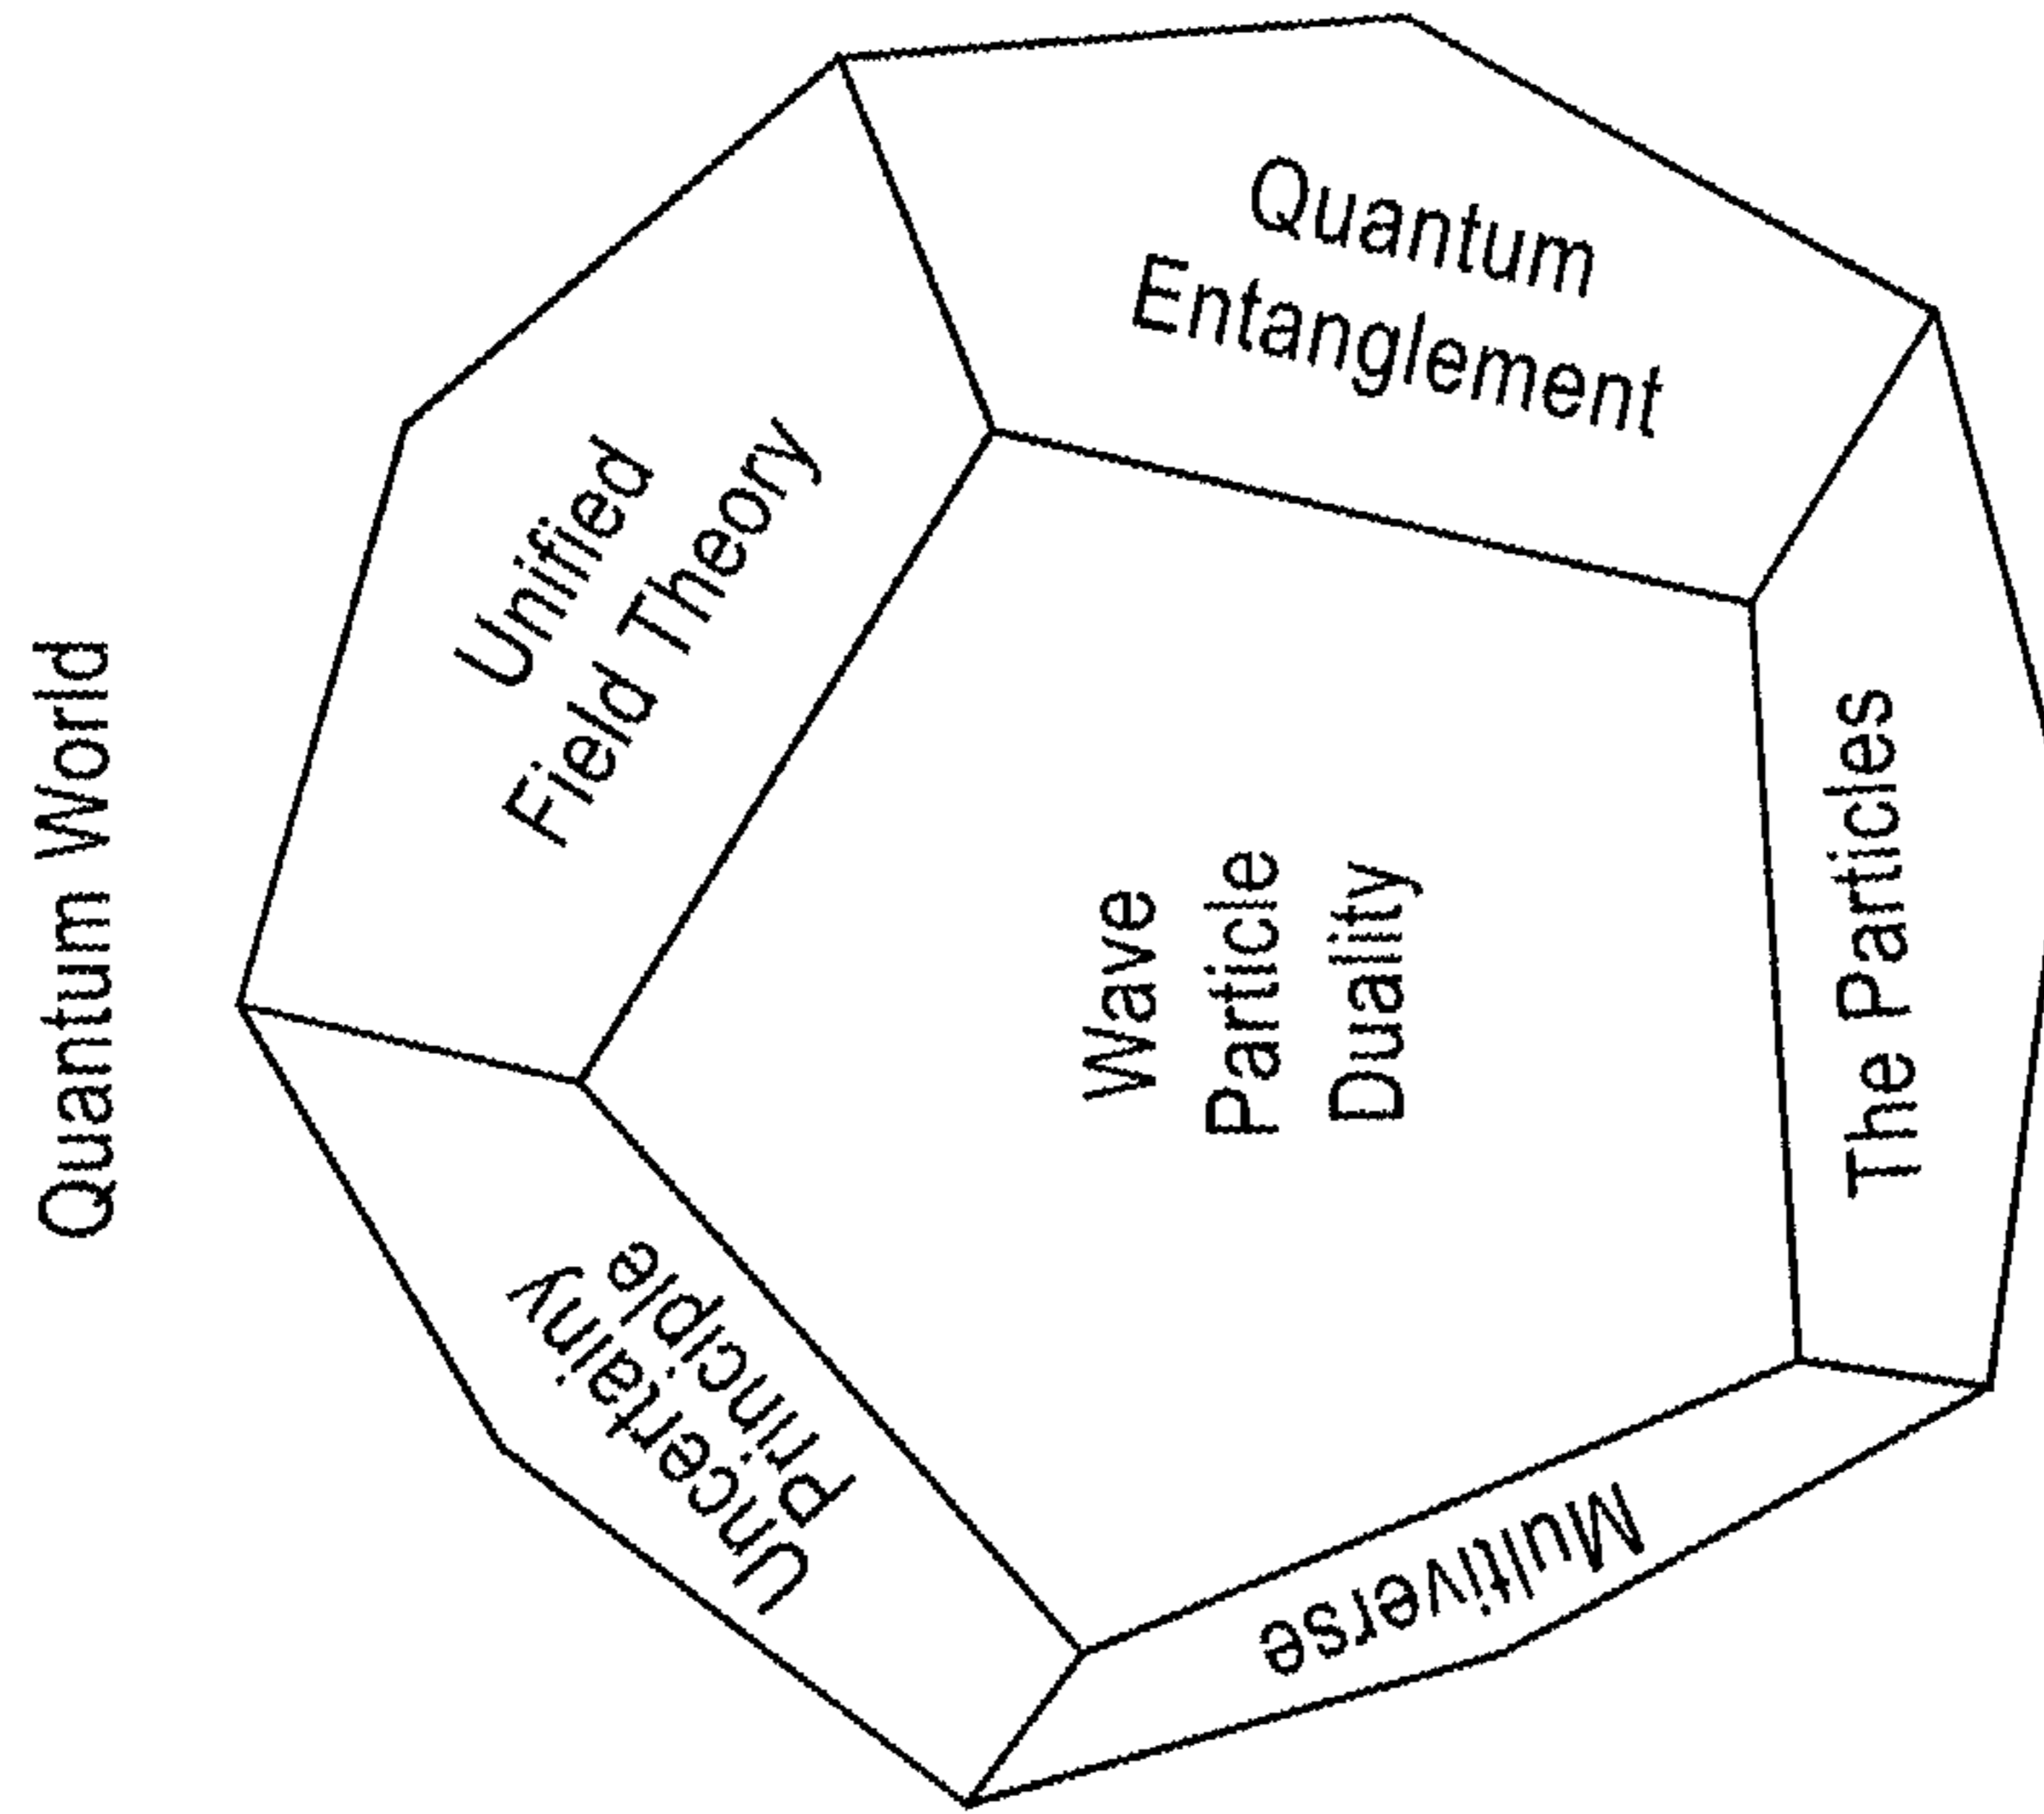 Quantum World
Unified
Field Theory
Quantum
Entanglement
Wave
Particle
Duality
The Particles
Uncertainty
Principle
Multiverse